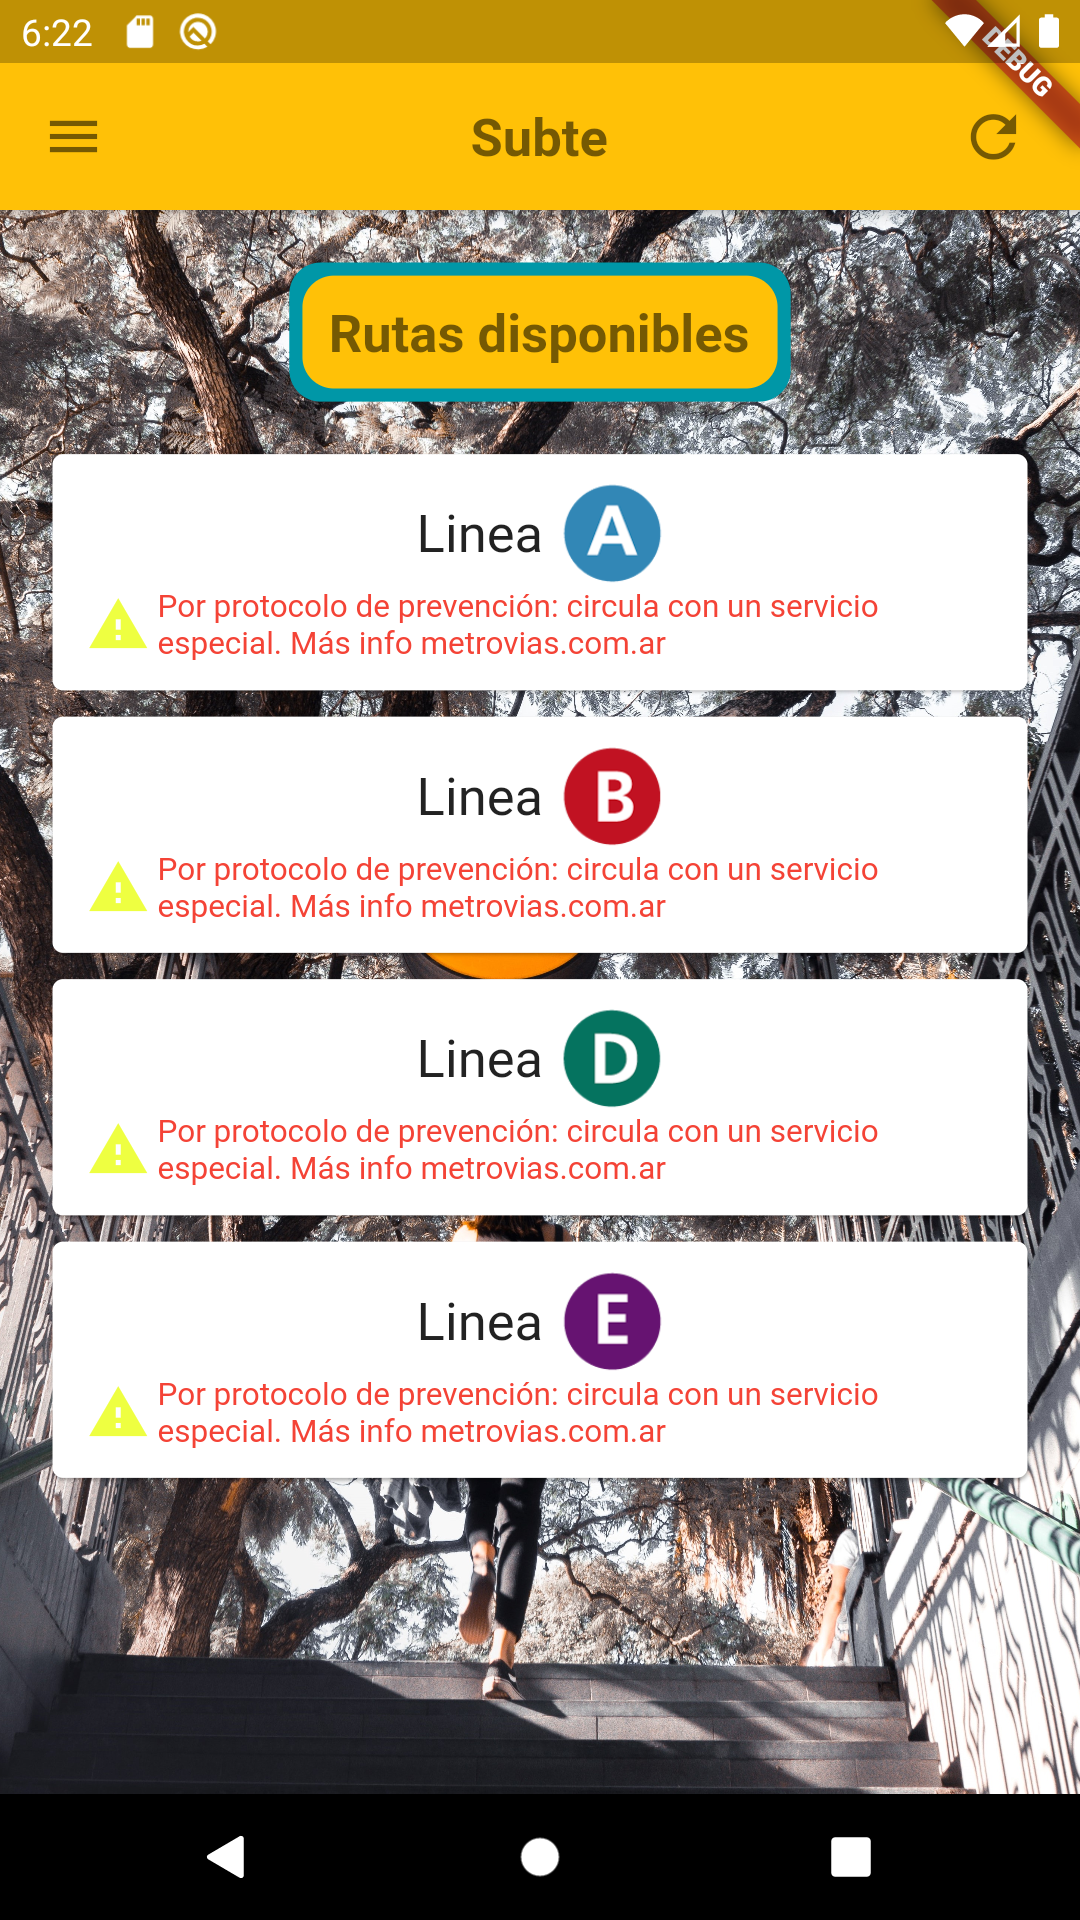 6:22
DEBUG
Subte
Rutas disponibles
Linea A
Por protocolo de prevención: circula con un servicio
especial. Más info metrovias.com.ar
Linea B
Por protocolo de prevención: circula con un servicio
especial. Más info metrovias.com.ar
Linea D
Por protocolo de prevención: circula con un servicio
especial. Más info metrovias.com.ar
Linea E
Por protocolo de prevención: circula con un servicio
especial. Más info metrovias.com.ar